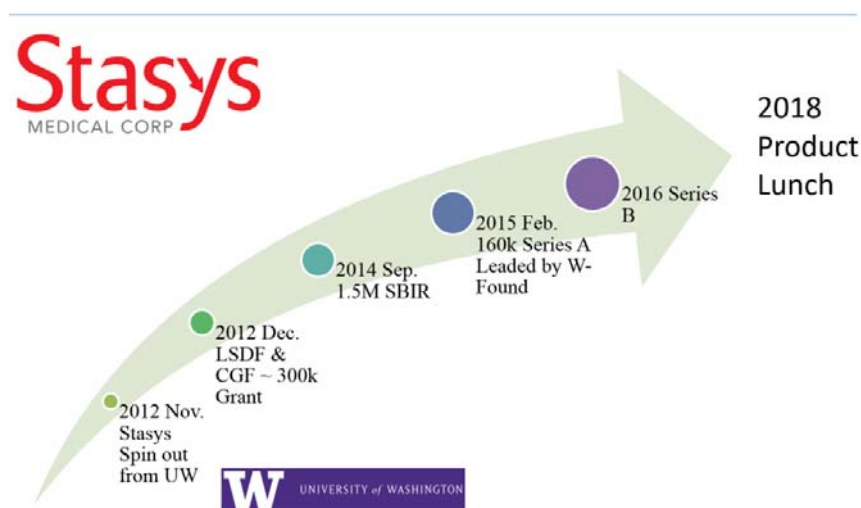 Stasys
MEDICAL CORP
2018
Product
Lunch
2016 Series
B
2015 Feb.
160k Series A
Leaded by W-
Found
2014 Sep.
1.5M SBIR
2012 Dec.
LSDF &
CGF ~ 300k
Grant
2012 Nov.
Stasys
Spin out
from UW
W
UNIVERSITY of WASHINGTON